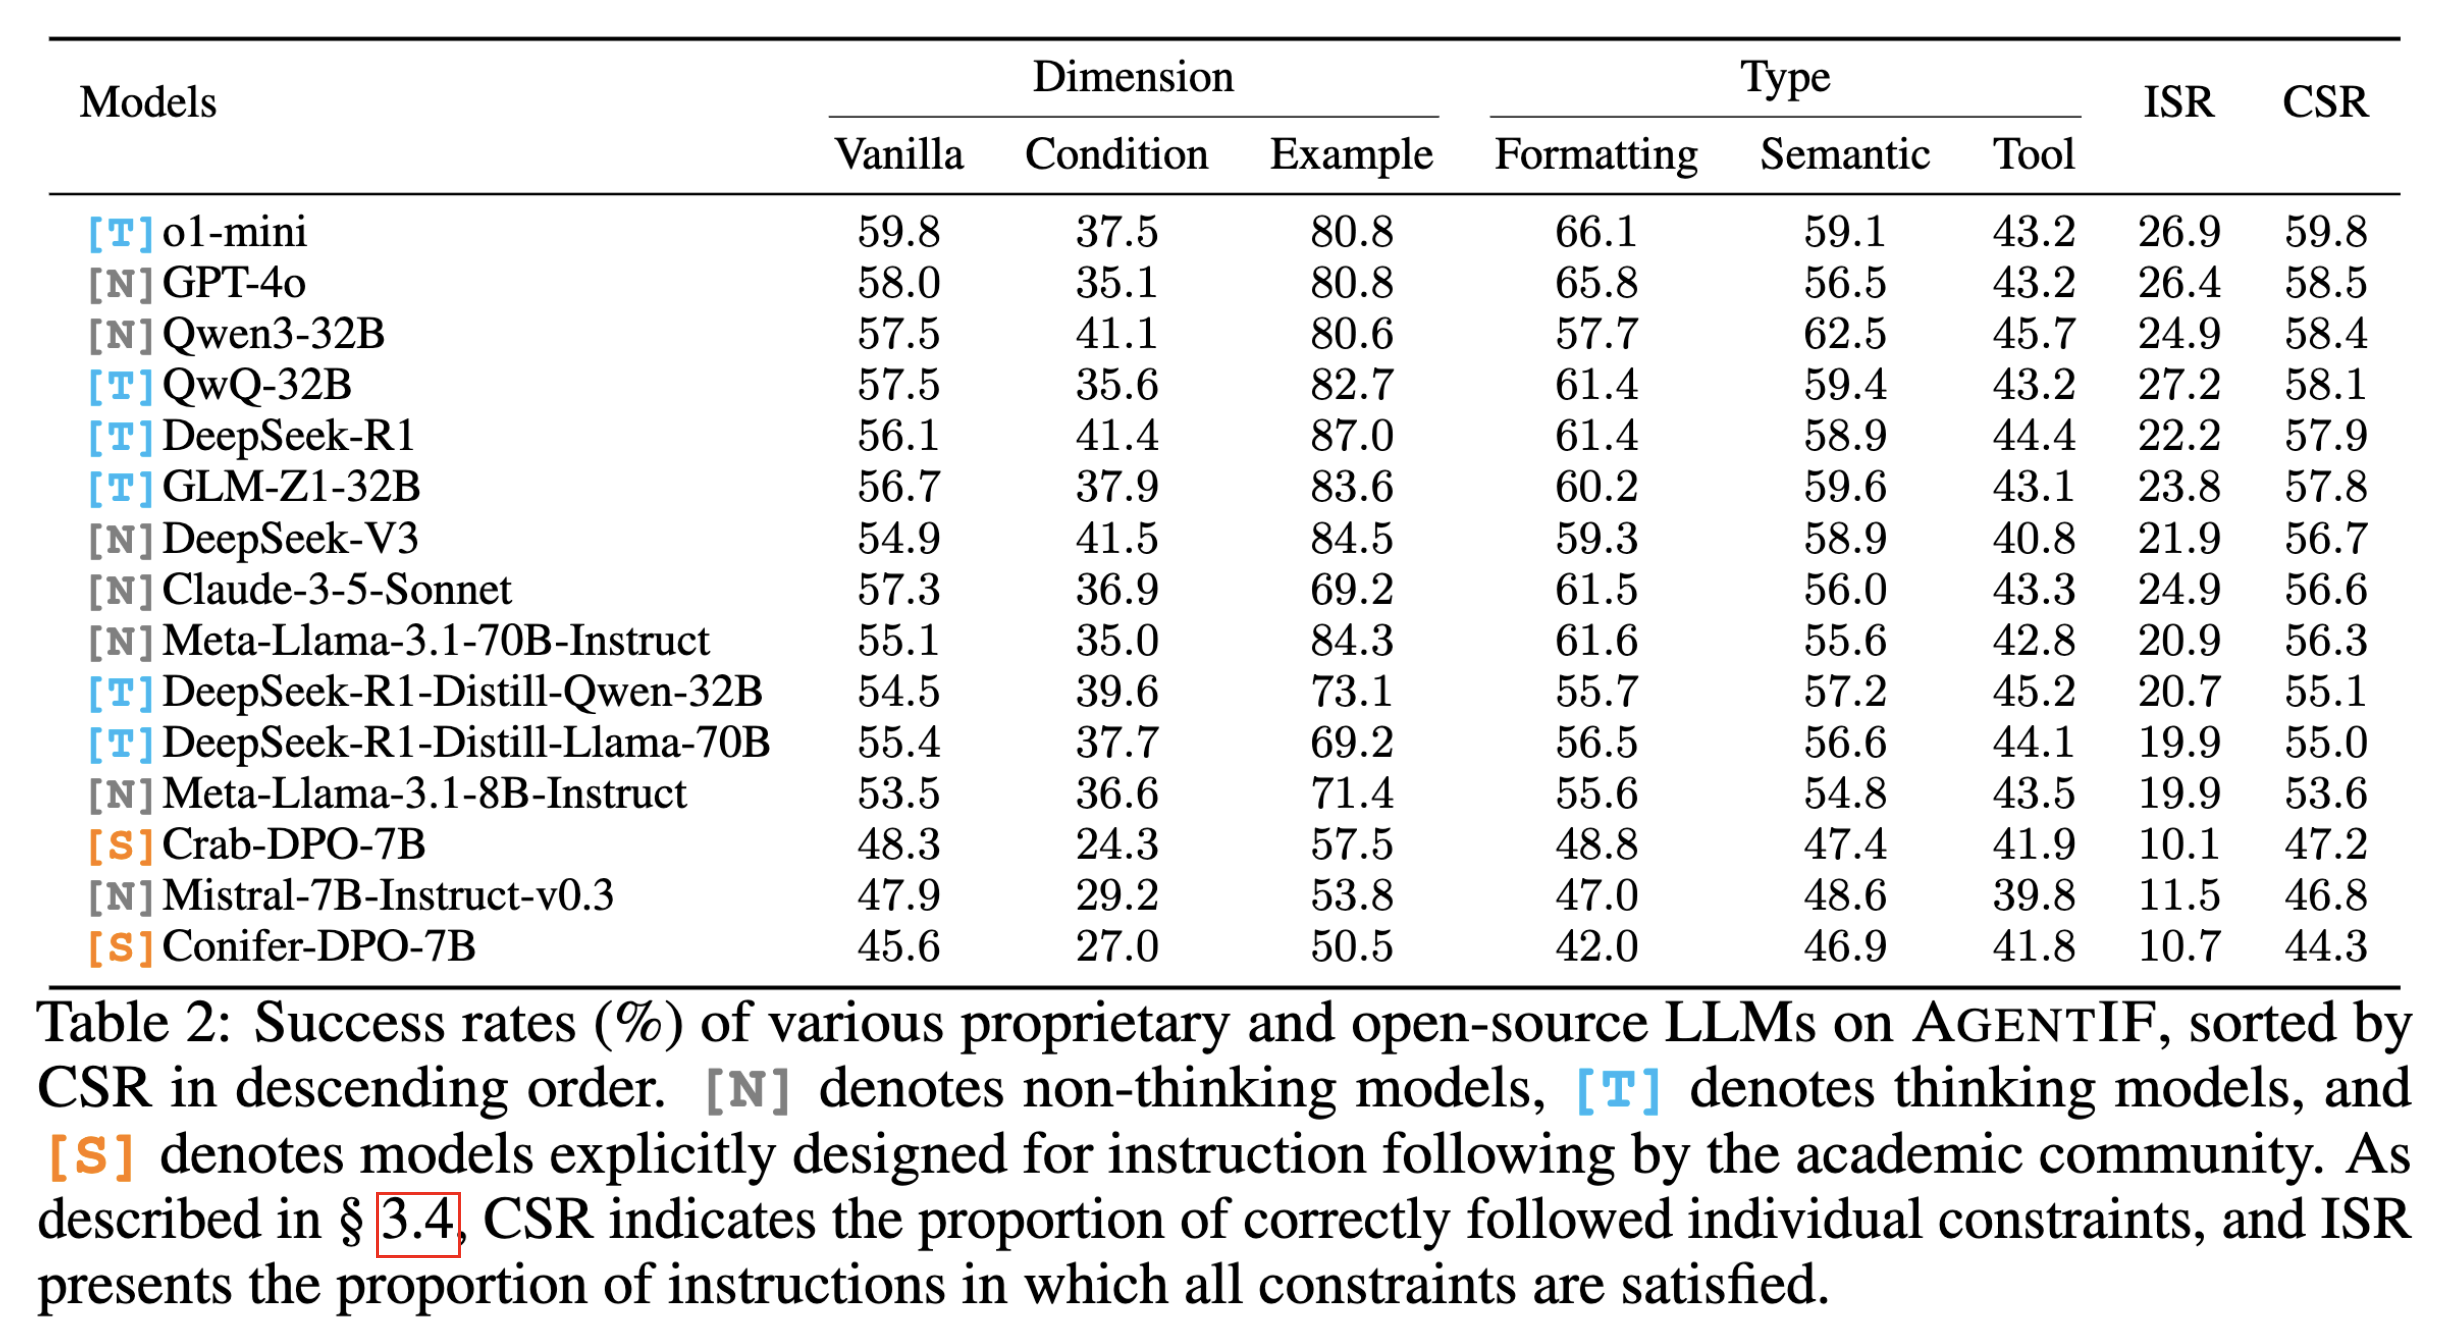 Models Dimension Type ISR CSR
Vanilla Condition Example Formatting Semantic Tool
[T] o1-mini 59.8 37.5 80.8 66.1 59.1 43.2 26.9 59.8
[N] GPT-4o 58.0 35.1 80.8 65.8 56.5 43.2 26.4 58.5
[N] Qwen3-32B 57.5 41.1 80.6 57.7 62.5 45.7 24.9 58.4
[T] QwQ-32B 57.5 35.6 82.7 61.4 59.4 43.2 27.2 58.1
[T] DeepSeek-R1 56.1 41.4 87.0 61.4 58.9 44.4 22.2 57.9
[T] GLM-Z1-32B 56.7 37.9 83.6 60.2 59.6 43.1 23.8 57.8
[N] DeepSeek-V3 54.9 41.5 84.5 59.3 58.9 40.8 21.9 56.7
[N] Claude-3-5-Sonnet 57.3 36.9 69.2 61.5 56.0 43.3 24.9 56.6
[N] Meta-Llama-3.1-70B-Instruct 55.1 35.0 84.3 61.6 55.6 42.8 20.9 56.3
[T] DeepSeek-R1-Distill-Qwen-32B 54.5 39.6 73.1 55.7 57.2 45.2 20.7 55.1
[T] DeepSeek-R1-Distill-Llama-70B 55.4 37.7 69.2 56.5 56.6 44.1 19.9 55.0
[N] Meta-Llama-3.1-8B-Instruct 53.5 36.6 71.4 55.6 54.8 43.5 19.9 53.6
[S] Crab-DPO-7B 48.3 24.3 57.5 48.8 47.4 41.9 10.1 47.2
[N] Mistral-7B-Instruct-v0.3 47.9 29.2 53.8 47.0 48.6 39.8 11.5 46.8
[S] Conifer-DPO-7B 45.6 27.0 50.5 42.0 46.9 41.8 10.7 44.3
Table 2: Success rates (%) of various proprietary and open-source LLMs on AGENTIF, sorted by
CSR in descending order. [N] denotes non-thinking models, [T] denotes thinking models, and
[S] denotes models explicitly designed for instruction following by the academic community. As
described in § 3.4, CSR indicates the proportion of correctly followed individual constraints, and ISR
presents the proportion of instructions in which all constraints are satisfied.